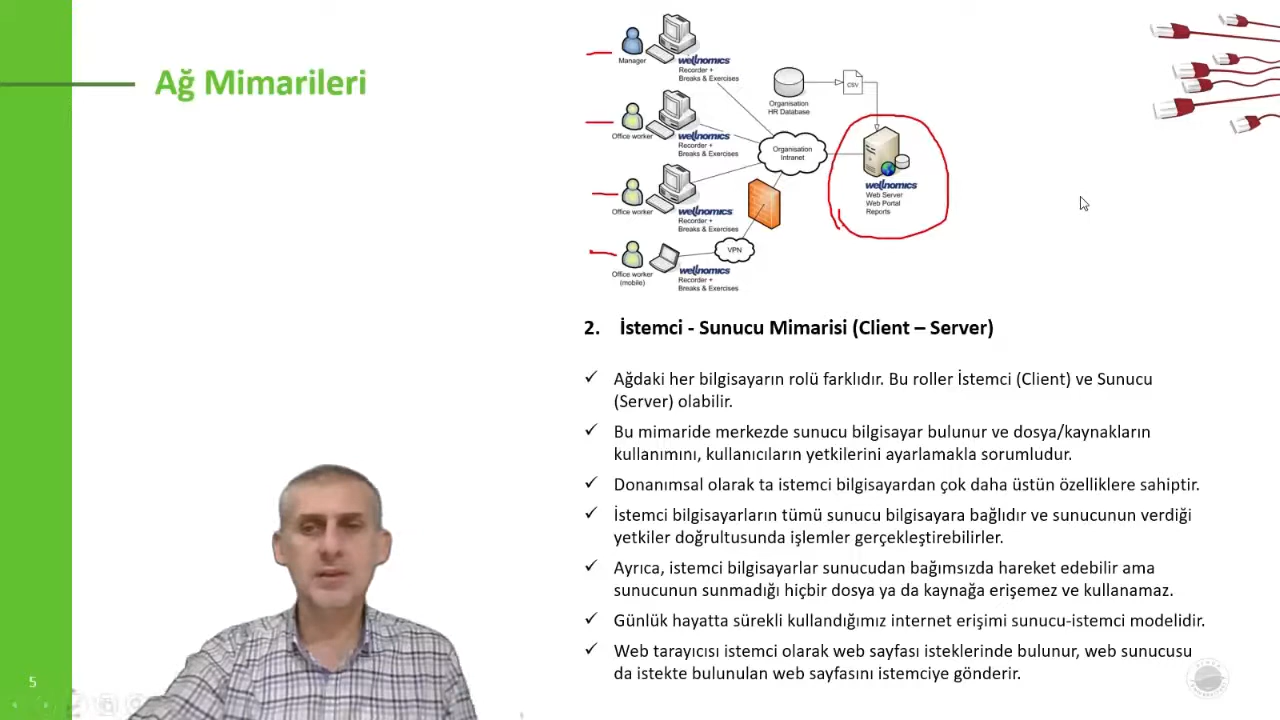 Ağ Mimarileri
Manager
wellnomics
Recorder +
Breaks & Exercises
Office worker
wellnomics
Recorder +
Breaks & Exercises
Office worker
wellnomics
Recorder +
Breaks & Exercises
Office worker
(mobile)
wellnomics
Recorder +
Breaks & Exercises
Organisation
HR Database
CSV
Organisation
Intranet
VPN
wellnomics
Web Server
Web Portal
Reports
2. İstemci - Sunucu Mimarisi (Client – Server)
✓ Ağdaki her bilgisayarın rolü farklıdır. Bu roller İstemci (Client) ve Sunucu
(Server) olabilir.
✓ Bu mimaride merkezde sunucu bilgisayar bulunur ve dosya/kaynakların
kullanımını, kullanıcıların yetkilerini ayarlamakla sorumludur.
✓ Donanımsal olarak ta istemci bilgisayardan çok daha üstün özelliklere sahiptir.
✓ İstemci bilgisayarların tümü sunucu bilgisayara bağlıdır ve sunucunun verdiği
yetkiler doğrultusunda işlemler gerçekleştirebilirler.
✓ Ayrıca, istemci bilgisayarlar sunucudan bağımsızda hareket edebilir ama
sunucunun sunmadığı hiçbir dosya ya da kaynağa erişemez ve kullanamaz.
✓ Günlük hayatta sürekli kullandığımız internet erişimi sunucu-istemci modelidir.
✓ Web tarayıcısı istemci olarak web sayfası isteklerinde bulunur, web sunucusu
da istekte bulunulan web sayfasını istemciye gönderir.
5